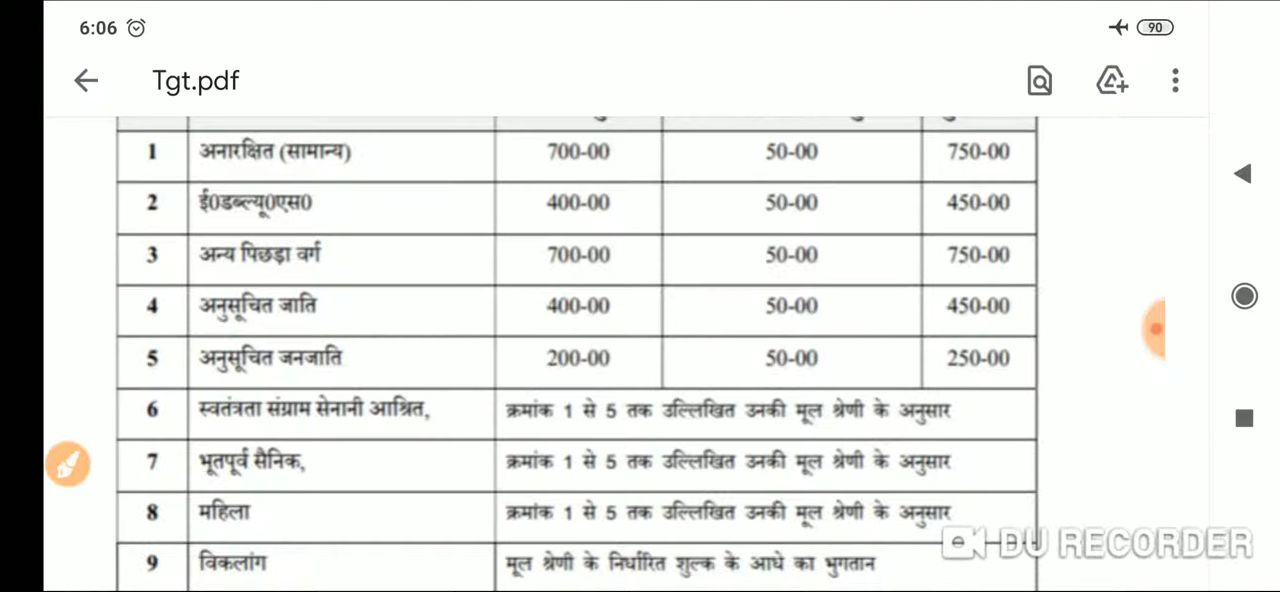 6:06 90
Tgt.pdf
1 अनारक्षित (सामान्य) 700-00 50-00 750-00
2 ई0डब्ल्यू0एस0 400-00 50-00 450-00
3 अन्य पिछड़ा वर्ग 700-00 50-00 750-00
4 अनुसूचित जाति 400-00 50-00 450-00
5 अनुसूचित जनजाति 200-00 50-00 250-00
6 स्वतंत्रता संग्राम सेनानी आश्रित, क्रमांक 1 से 5 तक उल्लिखित उनकी मूल श्रेणी के अनुसार
7 भूतपूर्व सैनिक, क्रमांक 1 से 5 तक उल्लिखित उनकी मूल श्रेणी के अनुसार
8 महिला क्रमांक 1 से 5 तक उल्लिखित उनकी मूल श्रेणी के अनुसार
DU RECORDER
9 विकलांग मूल श्रेणी के निर्धारित शुल्क के आधे का भुगतान